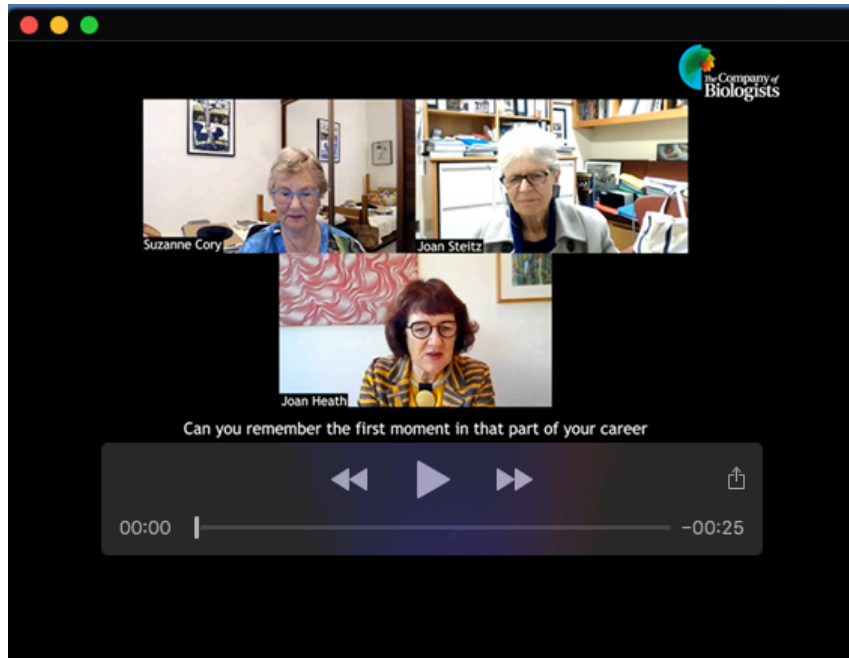 The Company of
Biologists
Suzanne Cory
Joan Steitz
Joan Heath
Can you remember the first moment in that part of your career
00:00
-00:25